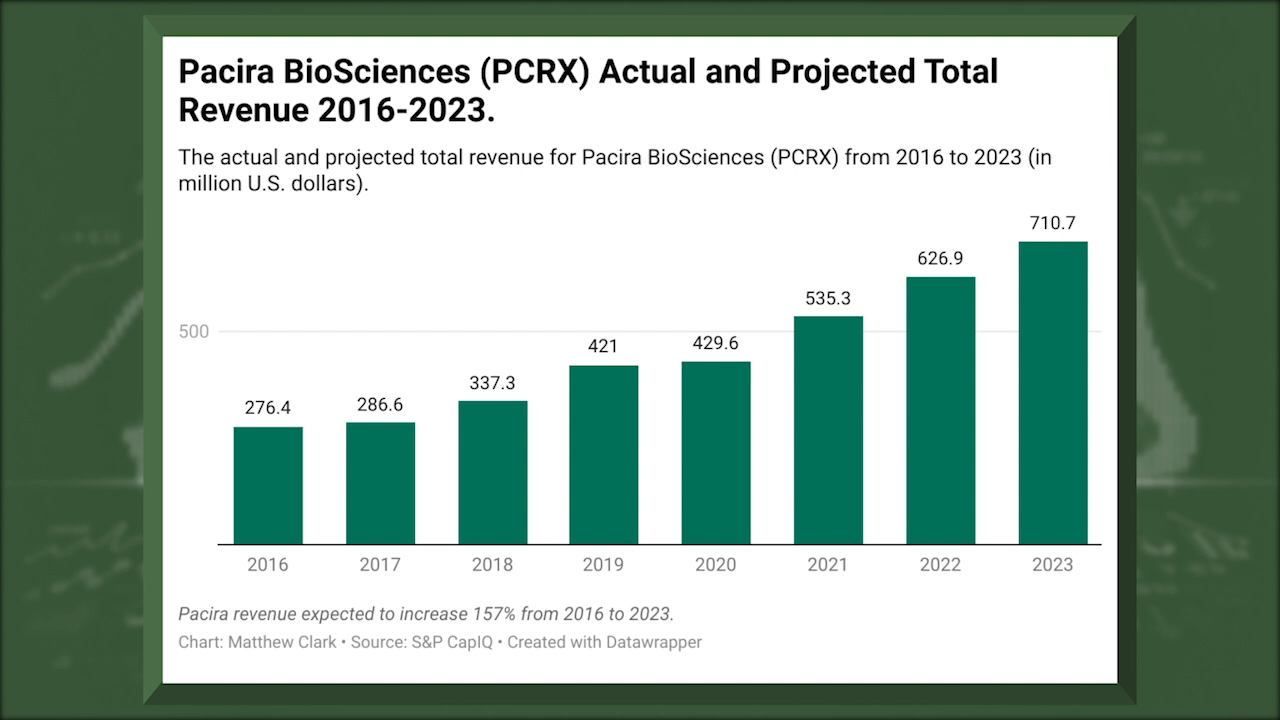 Pacira BioSciences (PCRX) Actual and Projected Total
Revenue 2016-2023.
The actual and projected total revenue for Pacira BioSciences (PCRX) from 2016 to 2023 (in
million U.S. dollars).
710.7
626.9
535.3
500
421
429.6
337.3
276.4
286.6
2016 2017 2018 2019 2020 2021 2022 2023
Pacira revenue expected to increase 157% from 2016 to 2023.
Chart: Matthew Clark • Source: S&P CapIQ • Created with Datawrapper